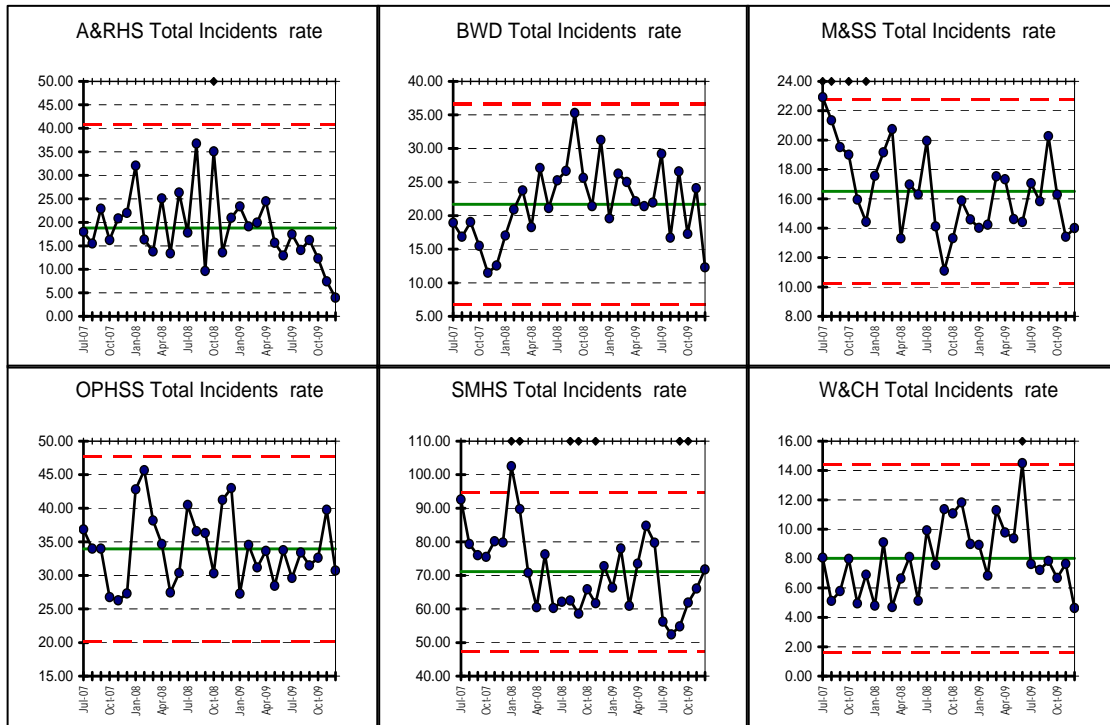 A&RHS Total Incidents rate
50.00
45.00
40.00
35.00
30.00
25.00
20.00
15.00
10.00
5.00
0.00
Jul-07
Oct-07
Jan-08
Apr-08
Jul-08
Oct-08
Jan-09
Apr-09
Jul-09
Oct-09
BWD Total Incidents rate
40.00
35.00
30.00
25.00
20.00
15.00
10.00
5.00
Jul-07
Oct-07
Jan-08
Apr-08
Jul-08
Oct-08
Jan-09
Apr-09
Jul-09
Oct-09
M&SS Total Incidents rate
24.00
22.00
20.00
18.00
16.00
14.00
12.00
10.00
8.00
Jul-07
Oct-07
Jan-08
Apr-08
Jul-08
Oct-08
Jan-09
Apr-09
Jul-09
Oct-09
OPHSS Total Incidents rate
50.00
45.00
40.00
35.00
30.00
25.00
20.00
15.00
Jul-07
Oct-07
Jan-08
Apr-08
Jul-08
Oct-08
Jan-09
Apr-09
Jul-09
Oct-09
SMHS Total Incidents rate
110.00
100.00
90.00
80.00
70.00
60.00
50.00
40.00
Jul-07
Oct-07
Jan-08
Apr-08
Jul-08
Oct-08
Jan-09
Apr-09
Jul-09
Oct-09
W&CH Total Incidents rate
16.00
14.00
12.00
10.00
8.00
6.00
4.00
2.00
0.00
Jul-07
Oct-07
Jan-08
Apr-08
Jul-08
Oct-08
Jan-09
Apr-09
Jul-09
Oct-09